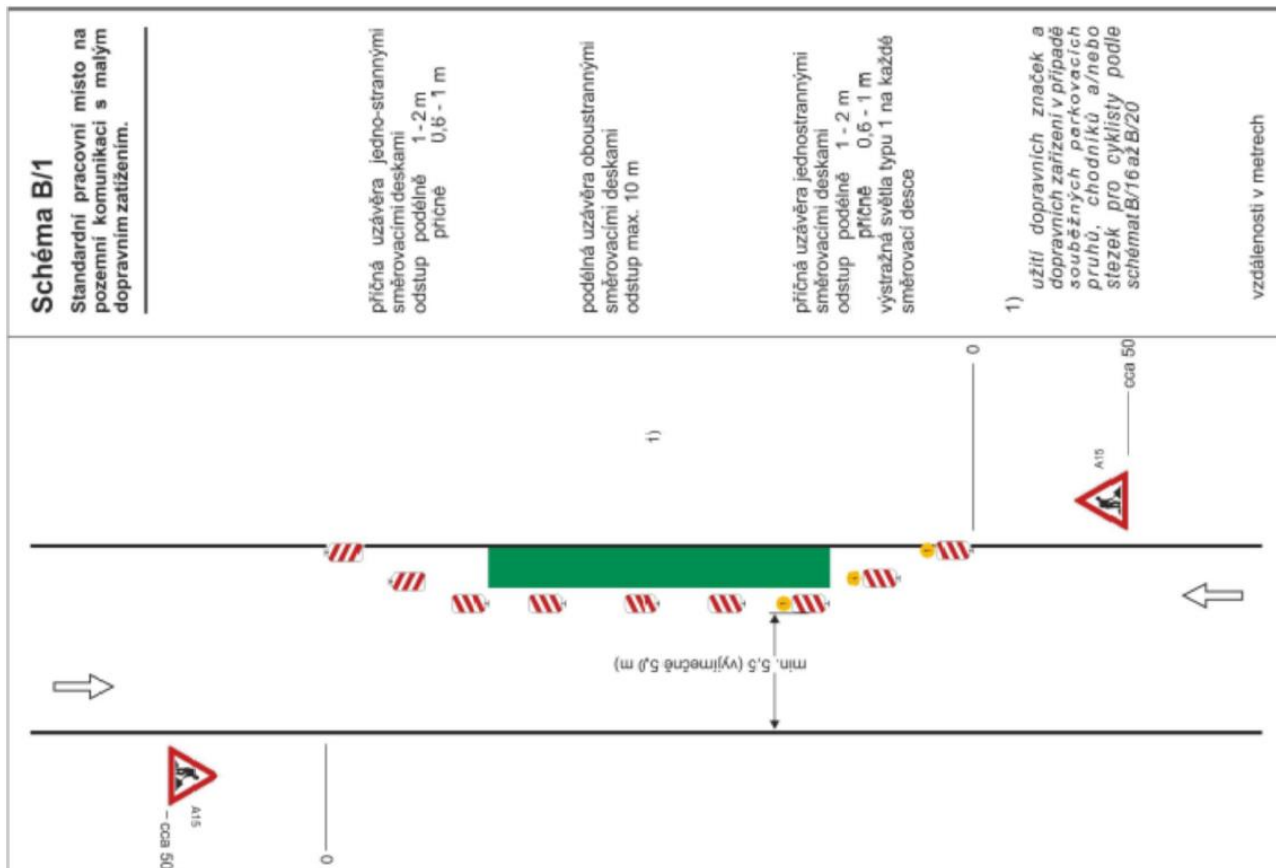 Schéma B/1
Standardní pracovní místo na
pozemní komunikaci s malým
dopravním zatížením.
příčná uzávěra jedno-strannými
směrovacími deskami
odstup podélně 1 - 2 m
příčně 0,6 - 1 m
podélná uzávěra oboustrannými
směrovacími deskami
odstup max. 10 m
příčná uzávěra jednostrannými
směrovacími deskami
odstup podélně 1 - 2 m
příčně 0,6 - 1 m
výstražná světla typu 1 na každé
směrovací desce
1)
užití dopravních značek a
dopravních zařízení v případě
souběžných parkovacích
pruhů, chodníků a/nebo
stezek pro cyklisty podle
schémat B/16 až B/20
vzdálenosti v metrech
1)
0
cca 50
A15
min. 5,5 (vyjímečně 5,0 m)
A15
cca 50
0
1
1
1